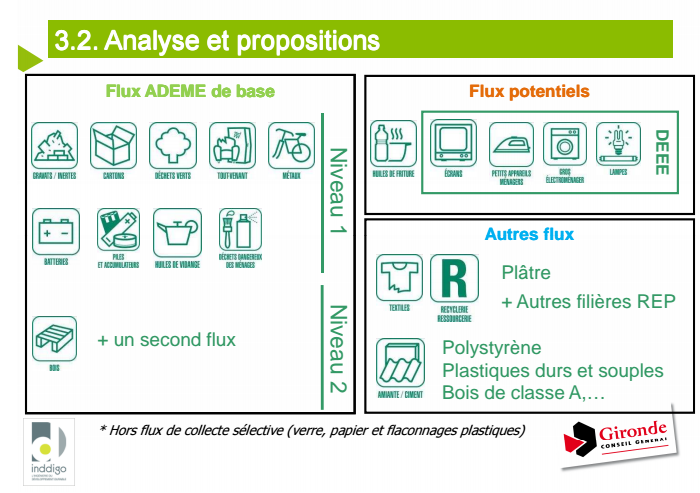 3.2. Analyse et propositions
Flux ADEME de base
GRAVATS / INERTES
CARTONS
DÉCHETS VERTS
TOUT-VENANT
MÉTAUX
Niveau 1
BATTERIES
PILES
ET ACCUMULATEURS
HUILES DE VIDANGE
DÉCHETS DANGEREUX
DES MÉNAGES
BOIS
+ un second flux
Niveau 2
Flux potentiels
HUILES DE FRITURE
ÉCRANS
PETITS APPAREILS
MÉNAGERS
GROS
ÉLECTROMÉNAGER
LAMPES
DEEE
Autres flux
TEXTILES
R
RECYCLERIE
RESSOURCERIE
Plâtre
+ Autres filières REP
AMIANTE / CIMENT
Polystyrène
Plastiques durs et souples
Bois de classe A,…
* Hors flux de collecte sélective (verre, papier et flaconnages plastiques)
inddigo
Gironde
CONSEIL GENERAL